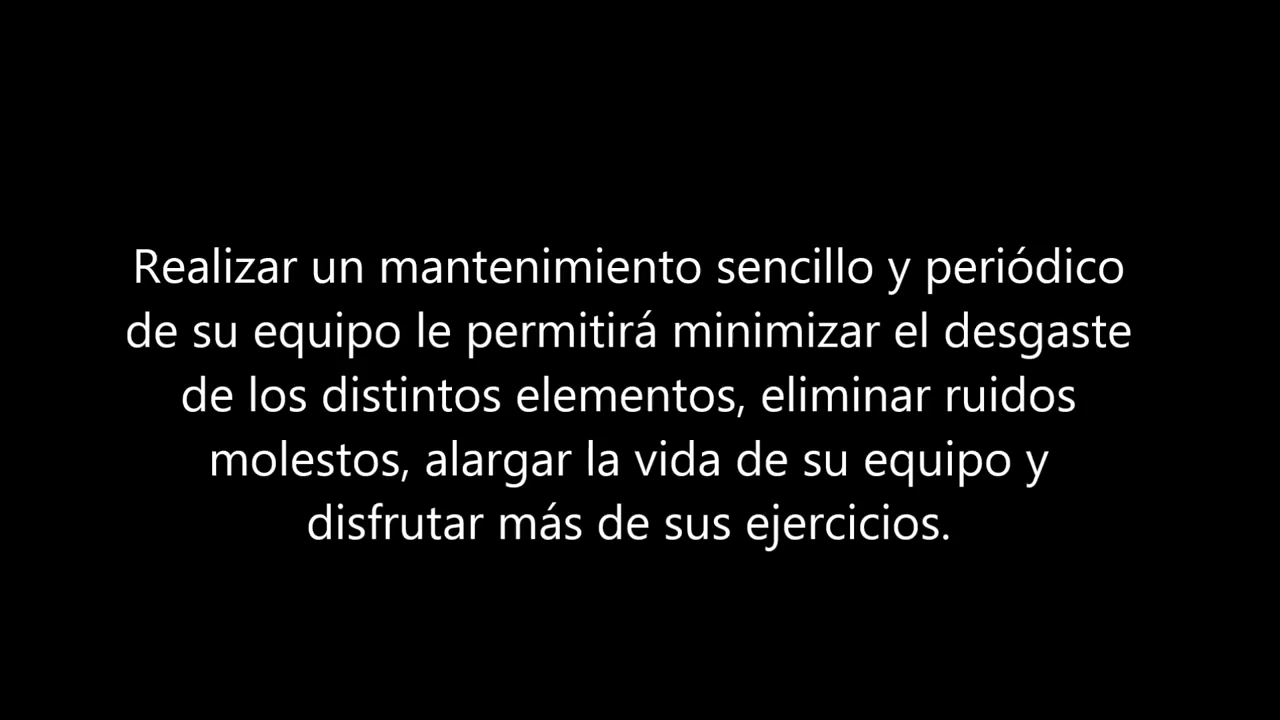 Realizar un mantenimiento sencillo y periódico
de su equipo le permitirá minimizar el desgaste
de los distintos elementos, eliminar ruidos
molestos, alargar la vida de su equipo y
disfrutar más de sus ejercicios.